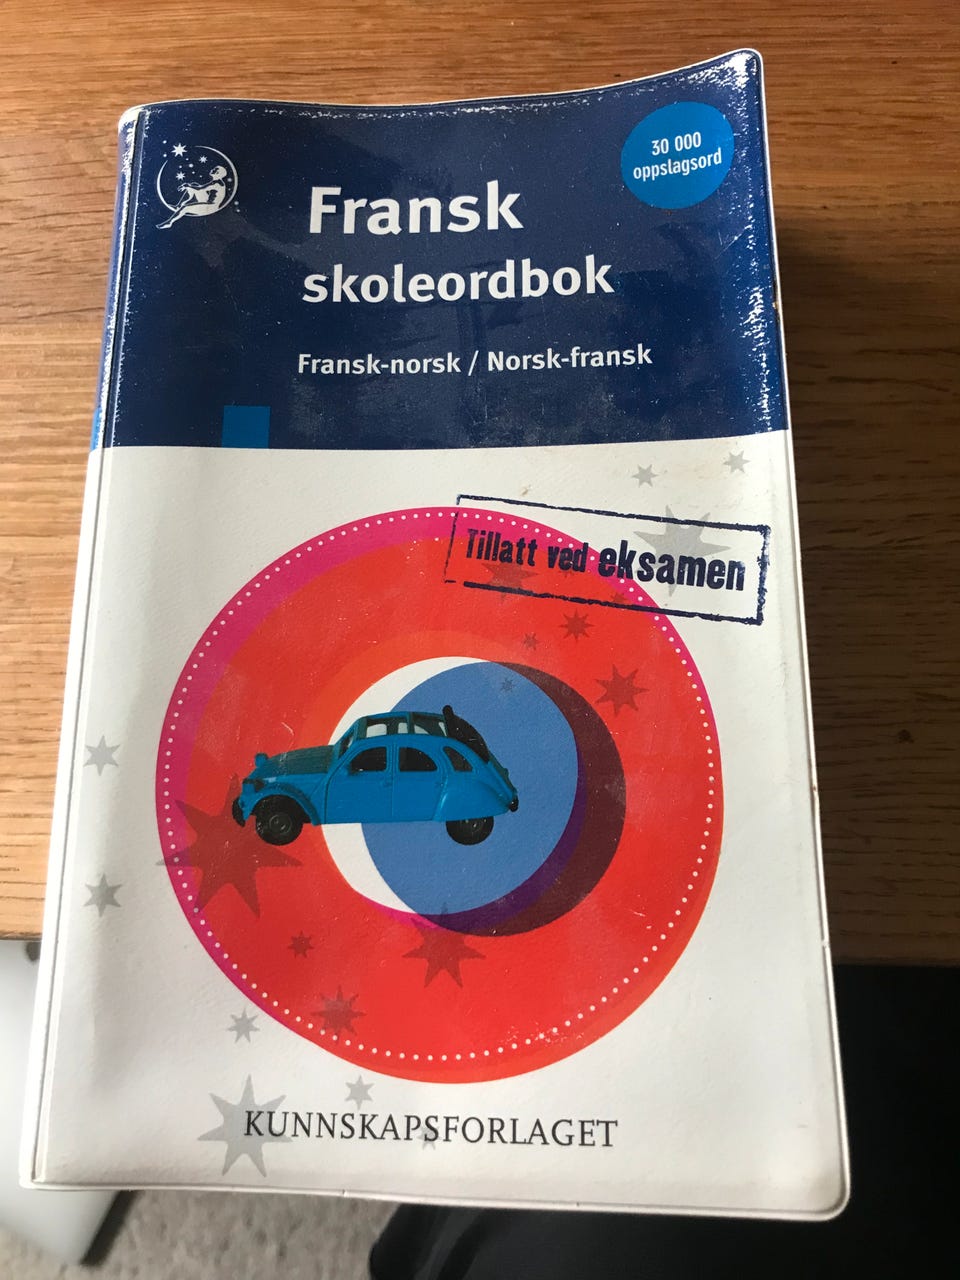 30 000
oppslagsord
Fransk
skoleordbok
Fransk-norsk / Norsk-fransk
Tillatt ved eksamen
KUNNSKAPSFORLAGET